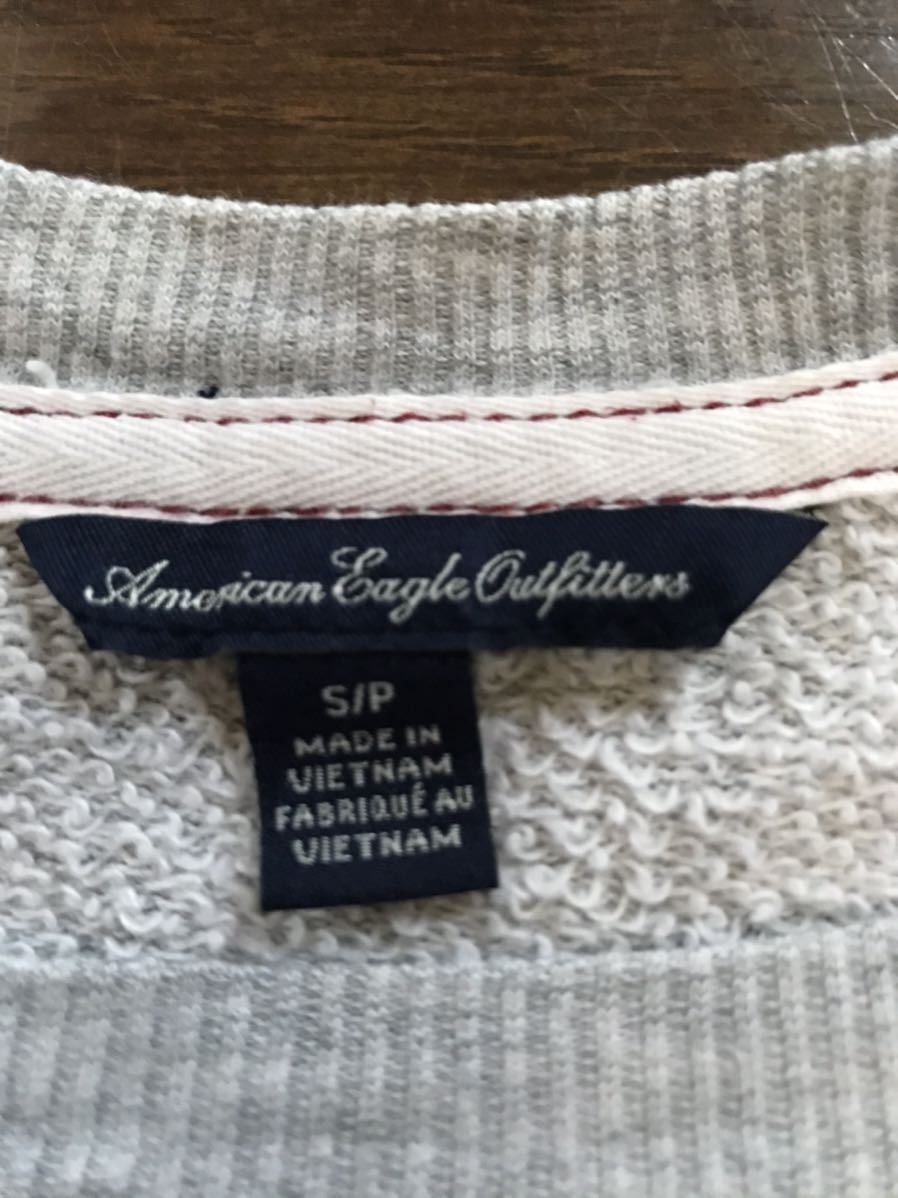 American Eagle Outfitters
S/P
MADE IN
VIETNAM
FABRIQUÉ AU
VIETNAM